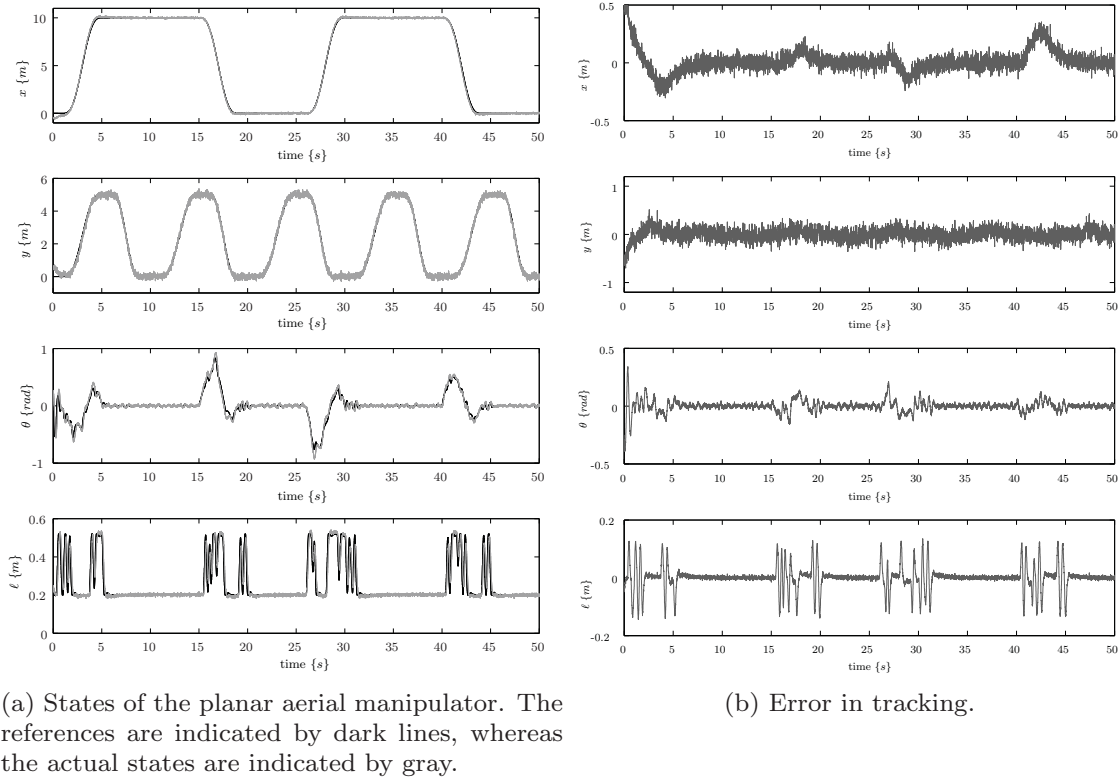 10
5
0
x {m}
0 5 10 15 20 25 30 35 40 45 50
time {s}
6
4
2
0
y {m}
0 5 10 15 20 25 30 35 40 45 50
time {s}
1
0
-1
θ {rad}
0 5 10 15 20 25 30 35 40 45 50
time {s}
0.6
0.4
0.2
0
ℓ {m}
0 5 10 15 20 25 30 35 40 45 50
time {s}
(a) States of the planar aerial manipulator. The
references are indicated by dark lines, whereas
the actual states are indicated by gray.
0.5
0
-0.5
x {m}
0 5 10 15 20 25 30 35 40 45 50
time {s}
1
0
-1
y {m}
0 5 10 15 20 25 30 35 40 45 50
time {s}
0.5
0
-0.5
θ {rad}
0 5 10 15 20 25 30 35 40 45 50
time {s}
0.2
0
-0.2
ℓ {m}
0 5 10 15 20 25 30 35 40 45 50
time {s}
(b) Error in tracking.